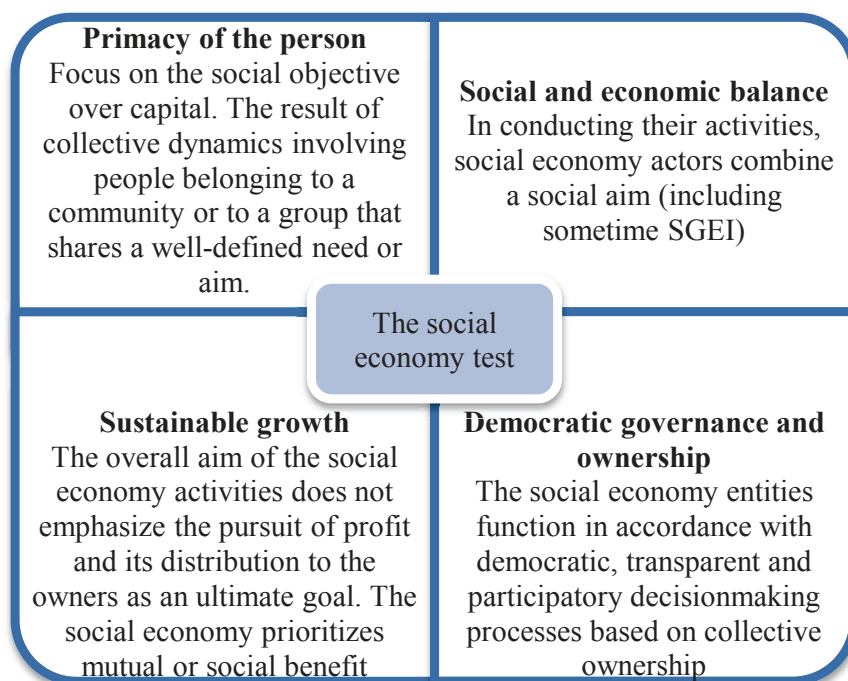 Primacy of the person
Focus on the social objective
over capital. The result of
collective dynamics involving
people belonging to a
community or to a group that
shares a well-defined need or
aim.
Social and economic balance
In conducting their activities,
social economy actors combine
a social aim (including
sometime SGEI)
The social
economy test
Sustainable growth
The overall aim of the social
economy activities does not
emphasize the pursuit of profit
and its distribution to the
owners as an ultimate goal. The
social economy prioritizes
mutual or social benefit
Democratic governance and
ownership
The social economy entities
function in accordance with
democratic, transparent and
participatory decisionmaking
processes based on collective
ownership